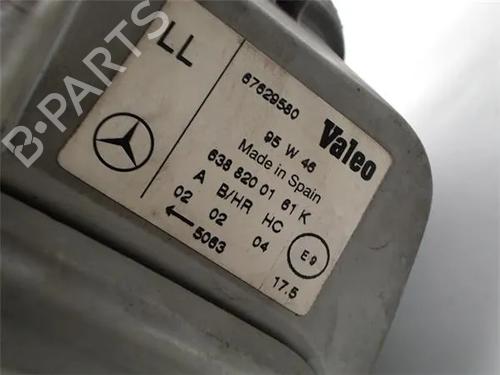 B-PARTS
LL
67629580
Valeo
95 W 46
Made in Spain
638 820 01 61 K
A B/HR HC
02 02 04
5063
E9
17.5